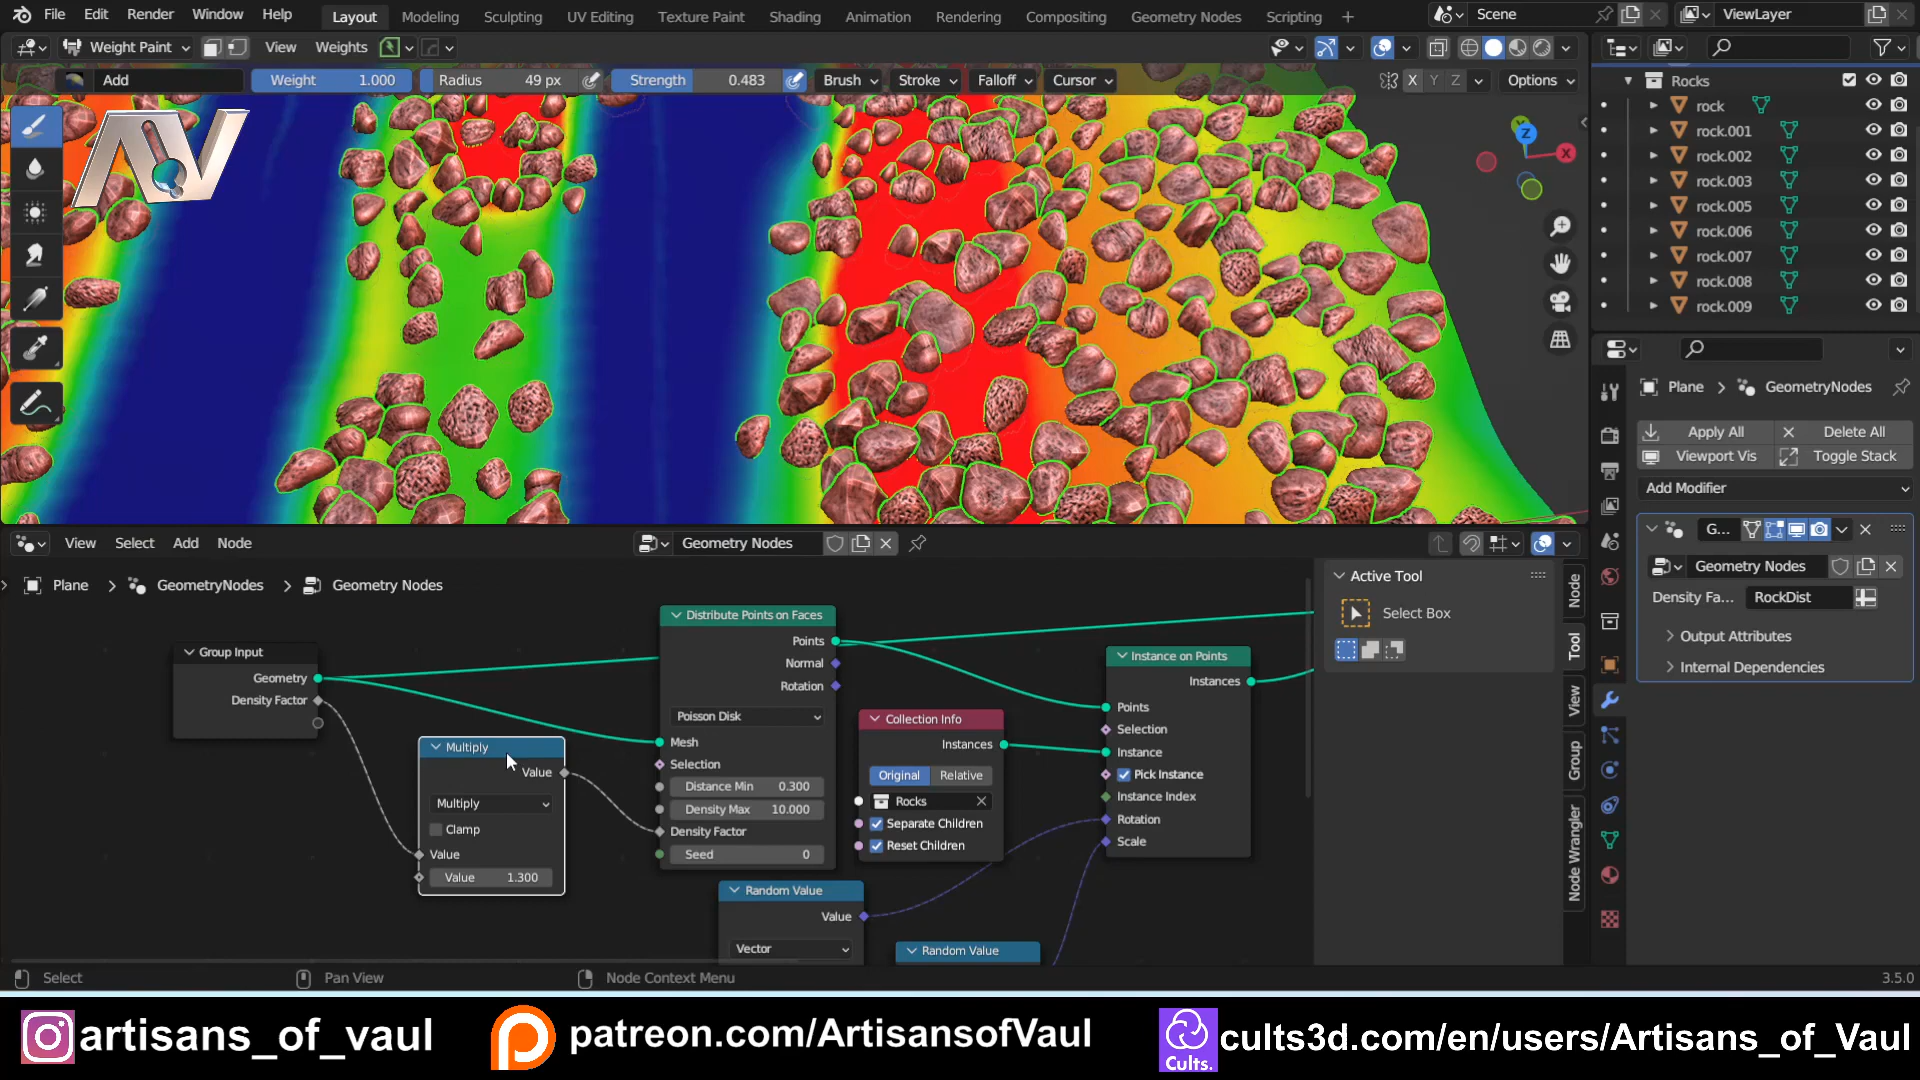 File Edit Render Window Help Layout Modeling Sculpting UV Editing Texture Paint Shading Animation Rendering Compositing Geometry Nodes Scripting + Scene ViewLayer
Weight Paint View Weights
Add Weight 1.000 Radius 49 px Strength 0.483 Brush Stroke Falloff Cursor X Y Z Options
AV
Z
X
Rocks
rock
rock.001
rock.002
rock.003
rock.005
rock.006
rock.007
rock.008
rock.009
Plane > GeometryNodes
Apply All Delete All
Viewport Vis Toggle Stack
Add Modifier
G...
Geometry Nodes
Density Fa... RockDist
Output Attributes
Internal Dependencies
View Select Add Node Geometry Nodes
Plane > GeometryNodes > Geometry Nodes
Group Input
Geometry
Density Factor
Multiply
Value
Multiply
Clamp
Value
Value 1.300
Distribute Points on Faces
Points
Normal
Rotation
Poisson Disk
Mesh
Selection
Distance Min 0.300
Density Max 10.000
Density Factor
Seed 0
Collection Info
Instances
Original Relative
Rocks
Separate Children
Reset Children
Random Value
Value
Vector
Random Value
Instance on Points
Instances
Points
Selection
Instance
Pick Instance
Instance Index
Rotation
Scale
Active Tool
Select Box
Node
Tool
View
Group
Node Wrangler
Select Pan View Node Context Menu 3.5.0
artisans_of_vaul patreon.com/ArtisansofVaul Cults. cults3d.com/en/users/Artisans_of_Vaul